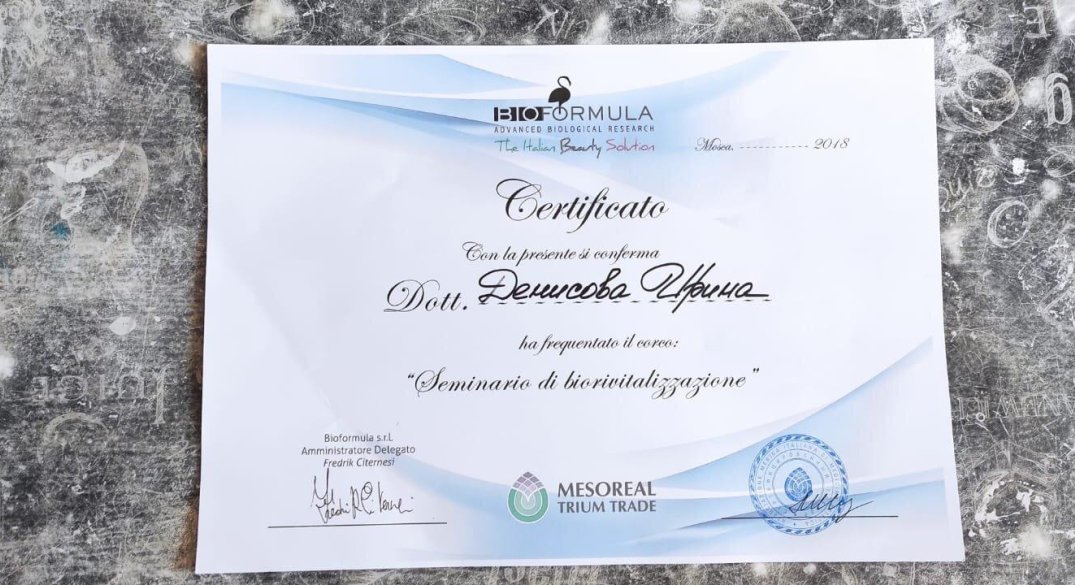 BIOFORMULA
ADVANCED BIOLOGICAL RESEARCH
The Italian Beauty Solution
Mosca, ------------ 2018
Certificato
Con la presente si conferma
Dott. Денисова Ирина
ha frequentato il corco:
“Seminario di biorivitalizzazione”
Bioformula s.r.l.
Amministratore Delegato
Fredrik Citernesi
MESOREAL
TRIUM TRADE